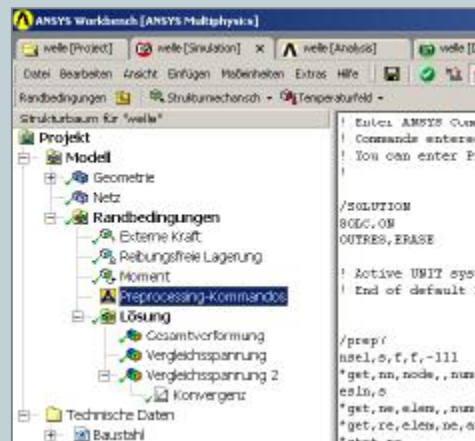 ANSYS Workbench [ANSYS Multiphysics]
welle [Project] welle [Simulation] x welle [Analysis] welle [D
Datei Bearbeiten Ansicht Einfügen Maßeinheiten Extras Hilfe
Randbedingungen Strukturmechanisch Temperaturfeld
Strukturbaum für "welle"
Projekt
Modell
Geometrie
Netz
Randbedingungen
Externe Kraft
Reibungsfreie Lagerung
Moment
Preprocessing-Kommandos
Lösung
Gesamtverformung
Vergleichsspannung
Vergleichsspannung 2
Konvergenz
Technische Daten
Baustahl
! Enter ANSYS Com
! Commands entere
! You can enter P
!
/SOLUTION
SOLC,ON
OUTRES,ERASE
! Active UNIT sys
! End of default
/prep7
nsel,s,f,f,-111
*get,nn,node,,num
esln,s
*get,ne,elem,,num
*get,re,elem,ne,a